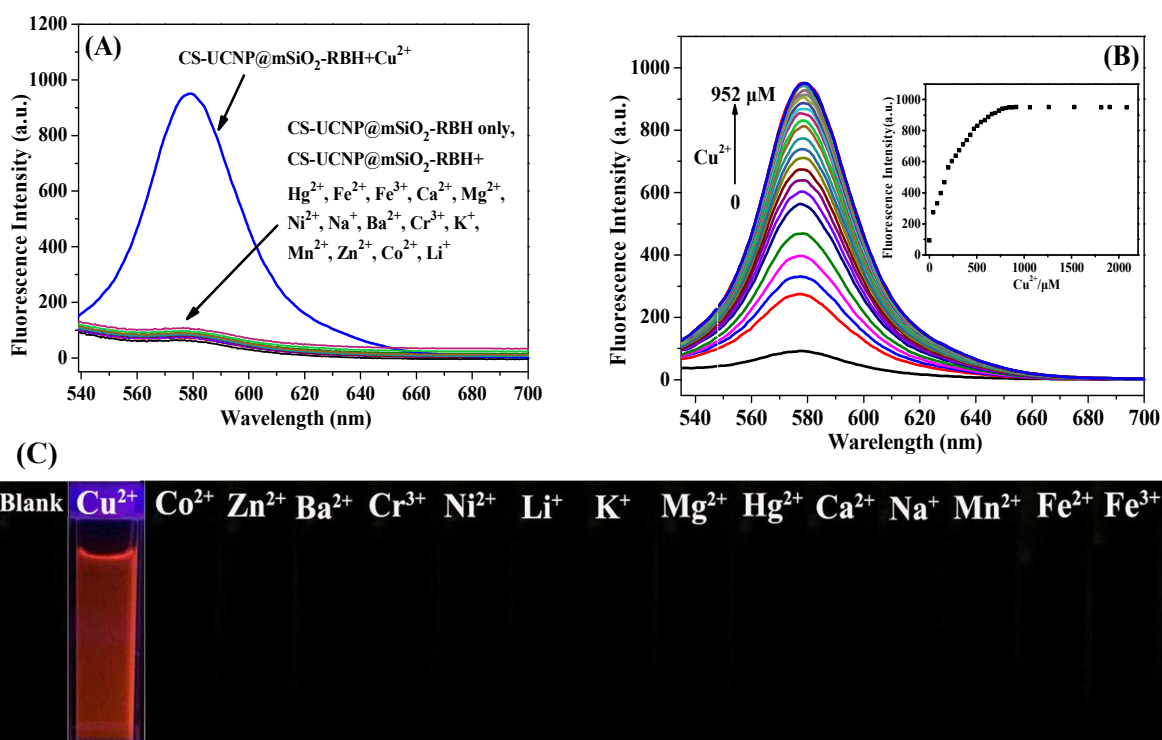 (A)
1200
1000
800
600
400
200
0
Fluorescence Intensity (a.u.)
CS-UCNP@mSiO₂-RBH+Cu²⁺
CS-UCNP@mSiO₂-RBH only,
CS-UCNP@mSiO₂-RBH+
Hg²⁺, Fe²⁺, Fe³⁺, Ca²⁺, Mg²⁺,
Ni²⁺, Na⁺, Ba²⁺, Cr³⁺, K⁺,
Mn²⁺, Zn²⁺, Co²⁺, Li⁺
540 560 580 600 620 640 660 680 700
Wavelength (nm)
(B)
1000
800
600
400
200
0
Fluorescence Intensity (a.u.)
952 μM
Cu²⁺
0
1000
800
600
400
200
0
Fluorescence Intensity(a.u.)
0 500 1000 1500 2000
Cu²⁺/μM
540 560 580 600 620 640 660 680 700
Warelength (nm)
(C)
Blank Cu²⁺ Co²⁺ Zn²⁺ Ba²⁺ Cr³⁺ Ni²⁺ Li⁺ K⁺ Mg²⁺ Hg²⁺ Ca²⁺ Na⁺ Mn²⁺ Fe²⁺ Fe³⁺